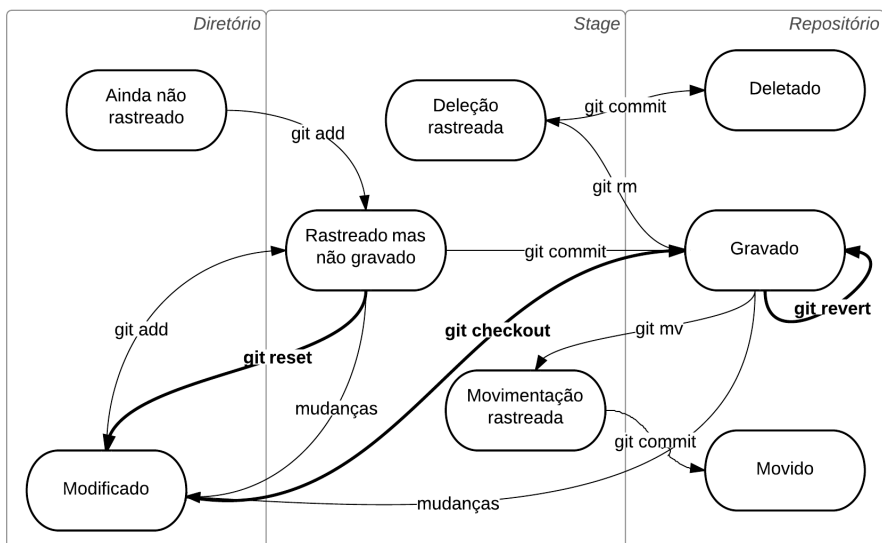 Diretório
Stage
Repositório
Ainda não
rastreado
Deleção
rastreada
git commit
Deletado
git add
git rm
Rastreado mas
não gravado
git commit
Gravado
git revert
git add
git reset
git checkout
git mv
mudanças
Movimentação
rastreada
git commit
Modificado
mudanças
Movido